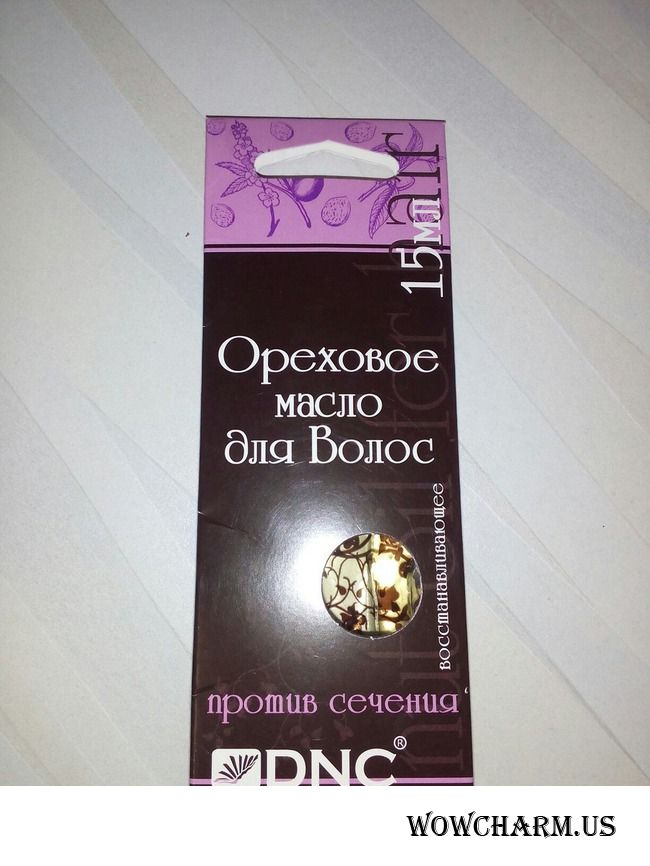 15мл
Ореховое
масло
для Волос
восстанавливающее
против сечения
DNC®
WOWCHARM.US